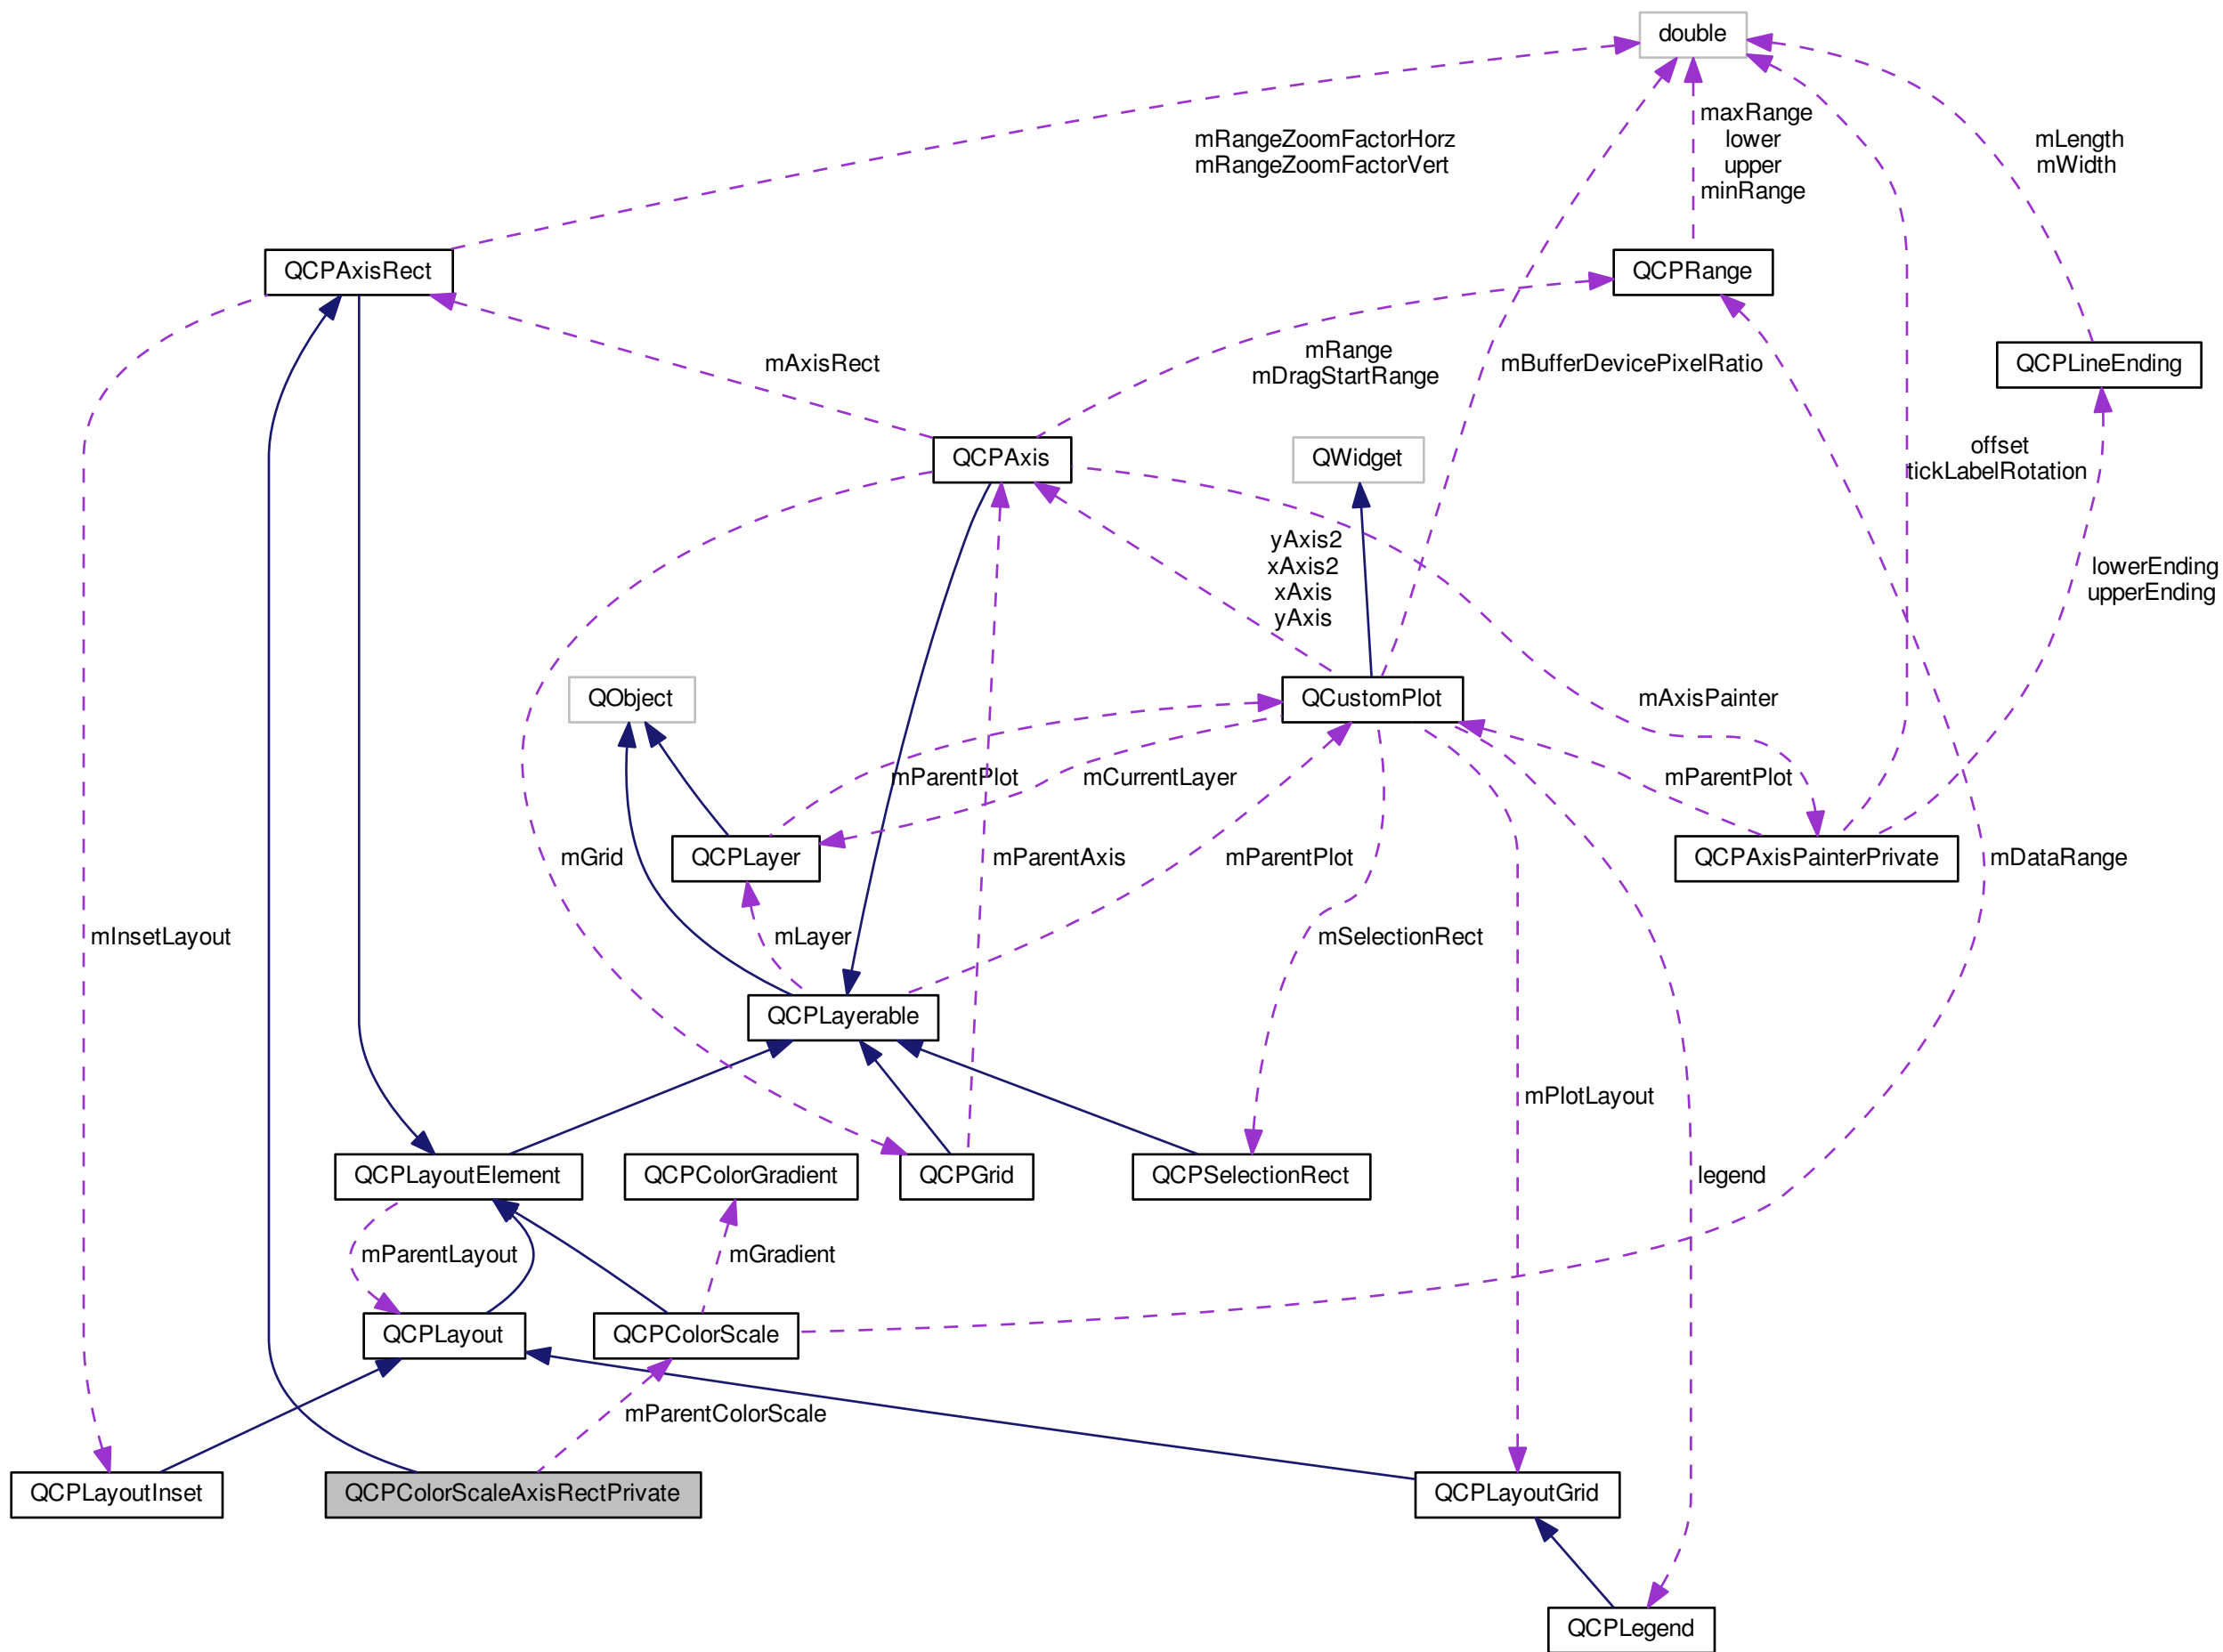 double
maxRange
lower
upper
minRange
mRangeZoomFactorHorz
mRangeZoomFactorVert
mLength
mWidth
QCPAxisRect
QCPRange
mAxisRect
mRange
mDragStartRange
mBufferDevicePixelRatio
QCPLineEnding
QCPAxis
QWidget
offset
tickLabelRotation
yAxis2
xAxis2
xAxis
yAxis
lowerEnding
upperEnding
QObject
QCustomPlot
mAxisPainter
mParentPlot
mCurrentLayer
mParentPlot
mGrid
QCPLayer
mParentAxis
mParentPlot
QCPAxisPainterPrivate
mDataRange
mInsetLayout
mLayer
mSelectionRect
QCPLayerable
mPlotLayout
QCPLayoutElement
QCPColorGradient
QCPGrid
QCPSelectionRect
legend
mParentLayout
mGradient
QCPLayout
QCPColorScale
mParentColorScale
QCPLayoutInset
QCPColorScaleAxisRectPrivate
QCPLayoutGrid
QCPLegend